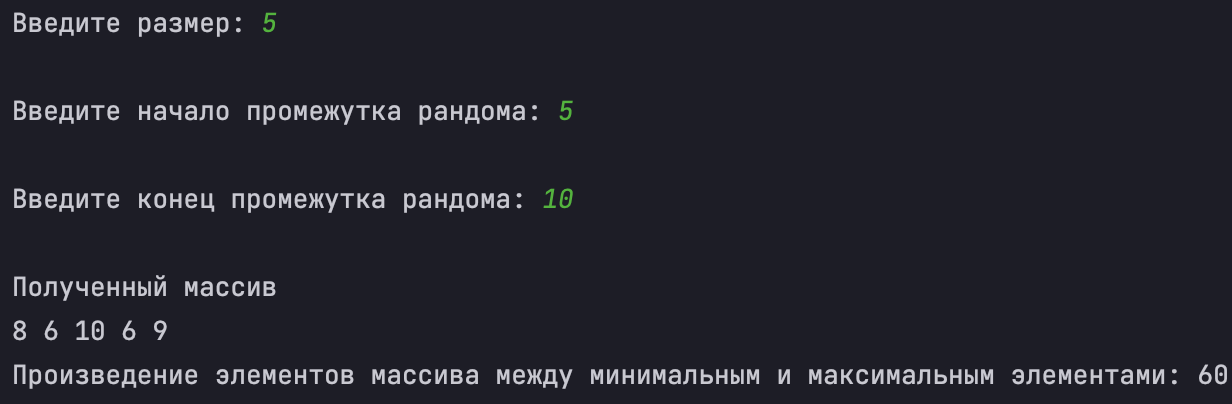 Введите размер: 5
Введите начало промежутка рандома: 5
Введите конец промежутка рандома: 10
Полученный массив
8 6 10 6 9
Произведение элементов массива между минимальным и максимальным элементами: 60